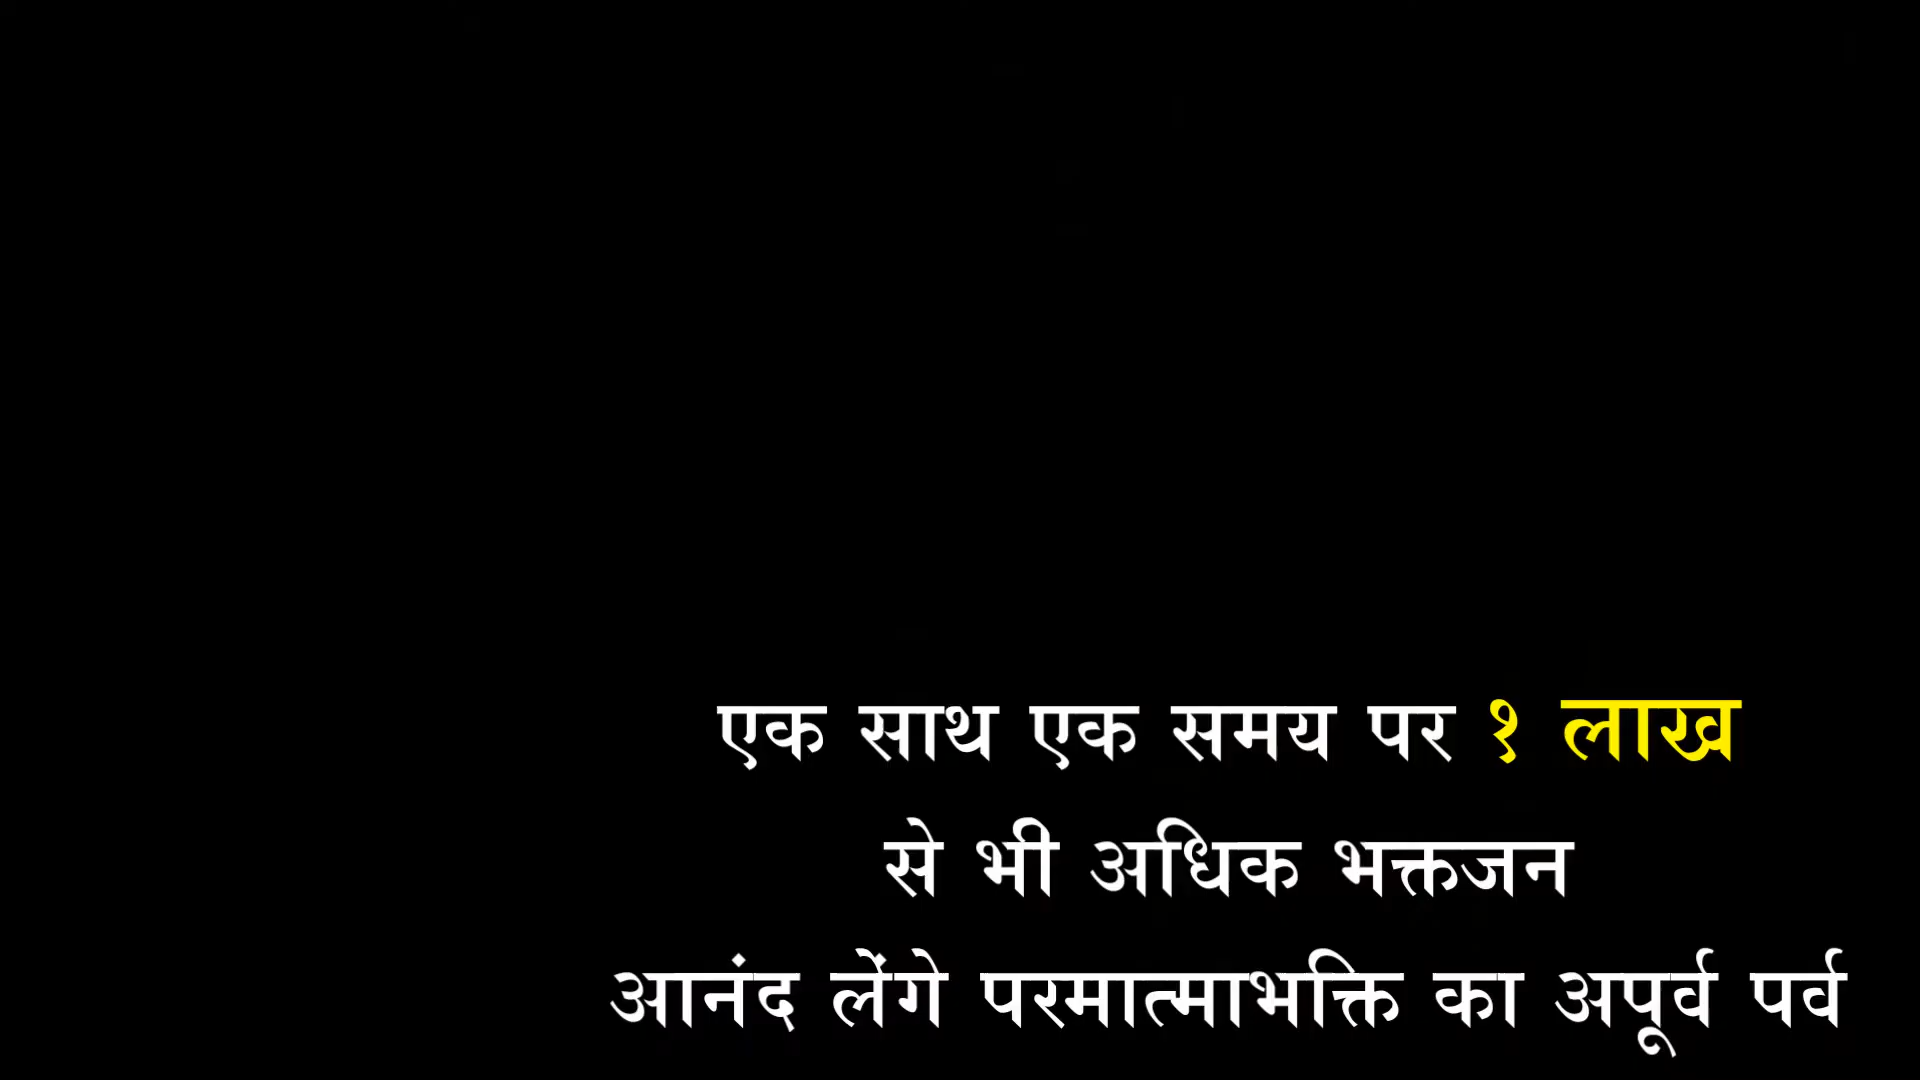 एक साथ एक समय पर १ लाख
से भी अधिक भक्तजन
आनंद लेंगे परमात्माभक्ति का अपूर्व पर्व